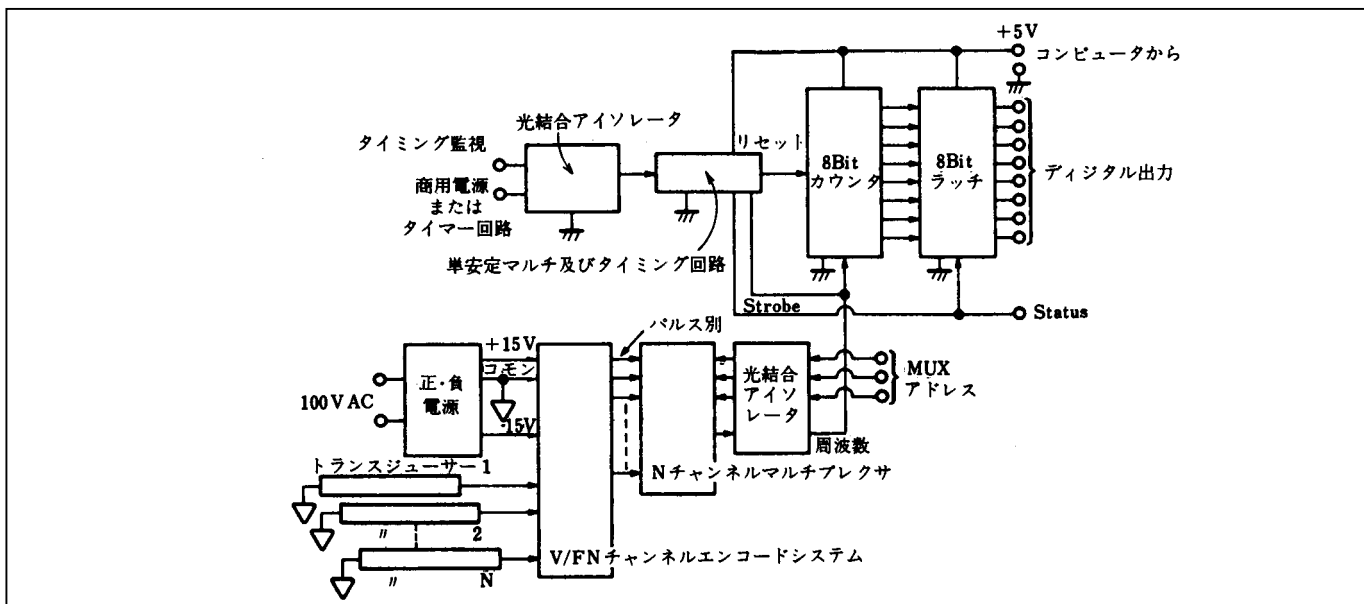 +5V
コンピュータから
光結合アイソレータ
タイミング監視
商用電源
または
タイマー回路
リセット
8Bit
カウンタ
8Bit
ラッチ
ディジタル出力
単安定マルチ及びタイミング回路
Strobe
Status
パルス別
+15V
コモン
-15V
正・負
電源
100V AC
光結合
アイソ
レータ
MUX
アドレス
周波数
Nチャンネルマルチプレクサ
トランスジューサー1
〃 2
〃 N
V/FNチャンネルエンコードシステム